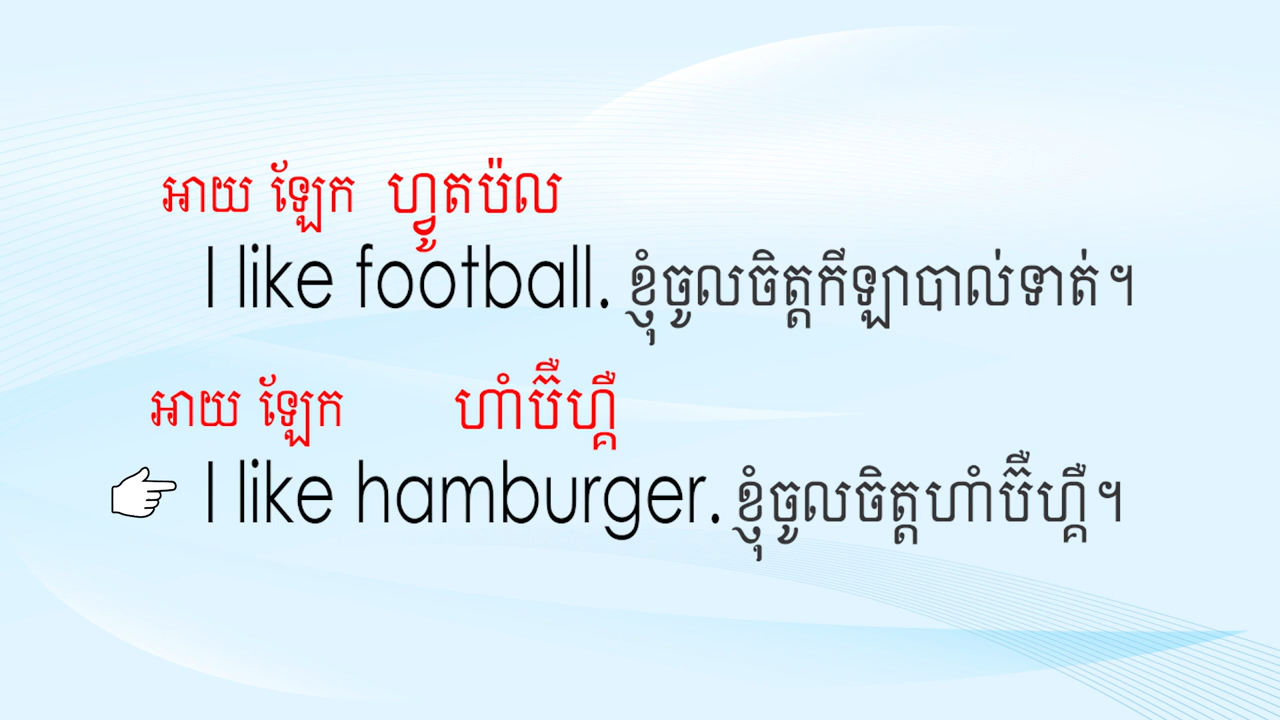 អាយ ឡែក ហ្វូតប៉ល
I like football. ខ្ញុំចូលចិត្តកីឡាបាល់ទាត់។
អាយ ឡែក ហាំប៊ឺហ្គឺ
I like hamburger. ខ្ញុំចូលចិត្តហាំប៊ឺហ្គឺ។